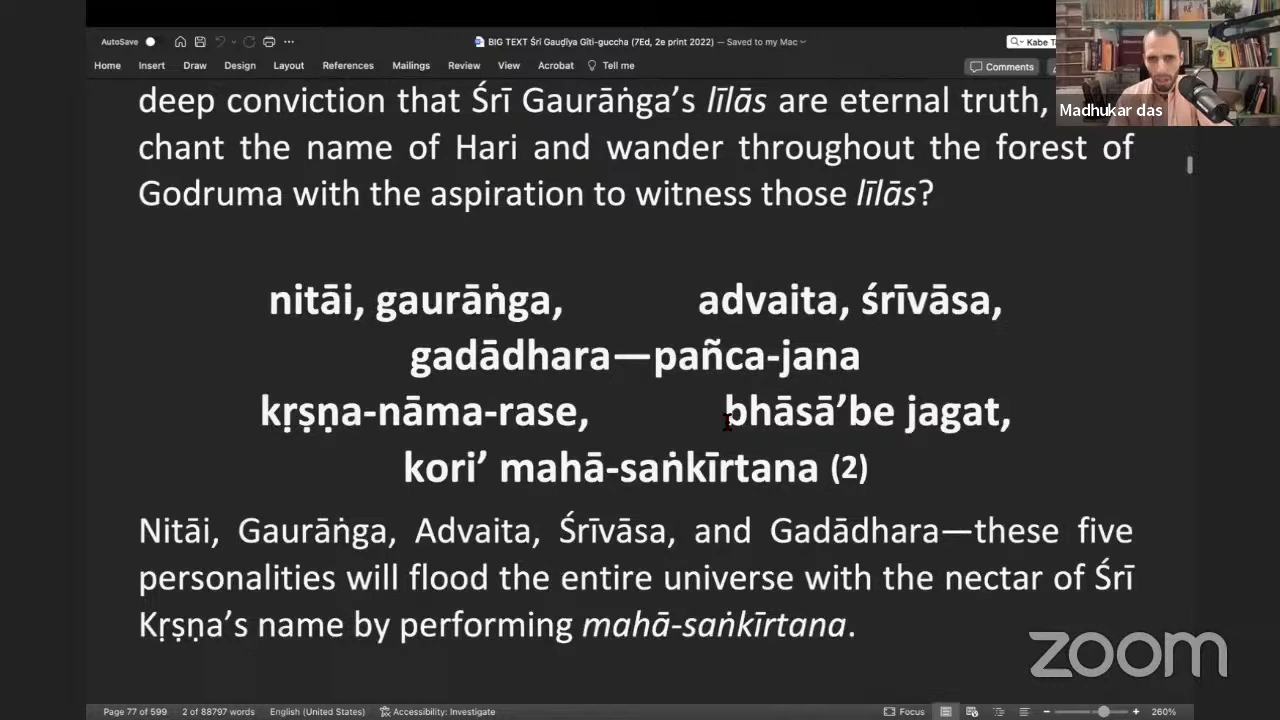 AutoSave
BIG TEXT Śrī Gauḍīya Gīti-guccha (7Ed, 2e print 2022) — Saved to my Mac
Kabe
Home Insert Draw Design Layout References Mailings Review View Acrobat Tell me
Comments
Madhukar das
deep conviction that Śrī Gaurāṅga’s līlās are eternal truth,
chant the name of Hari and wander throughout the forest of
Godruma with the aspiration to witness those līlās?
nitāi, gaurāṅga, advaita, śrīvāsa,
gadādhara—pañca-jana
kṛṣṇa-nāma-rase, bhāsā’be jagat,
kori’ mahā-saṅkīrtana (2)
Nitāi, Gaurāṅga, Advaita, Śrīvāsa, and Gadādhara—these five
personalities will flood the entire universe with the nectar of Śrī
Kṛṣṇa’s name by performing mahā-saṅkīrtana.
zoom
Page 77 of 599 2 of 88797 words English (United States) Accessibility: Investigate Focus 260%